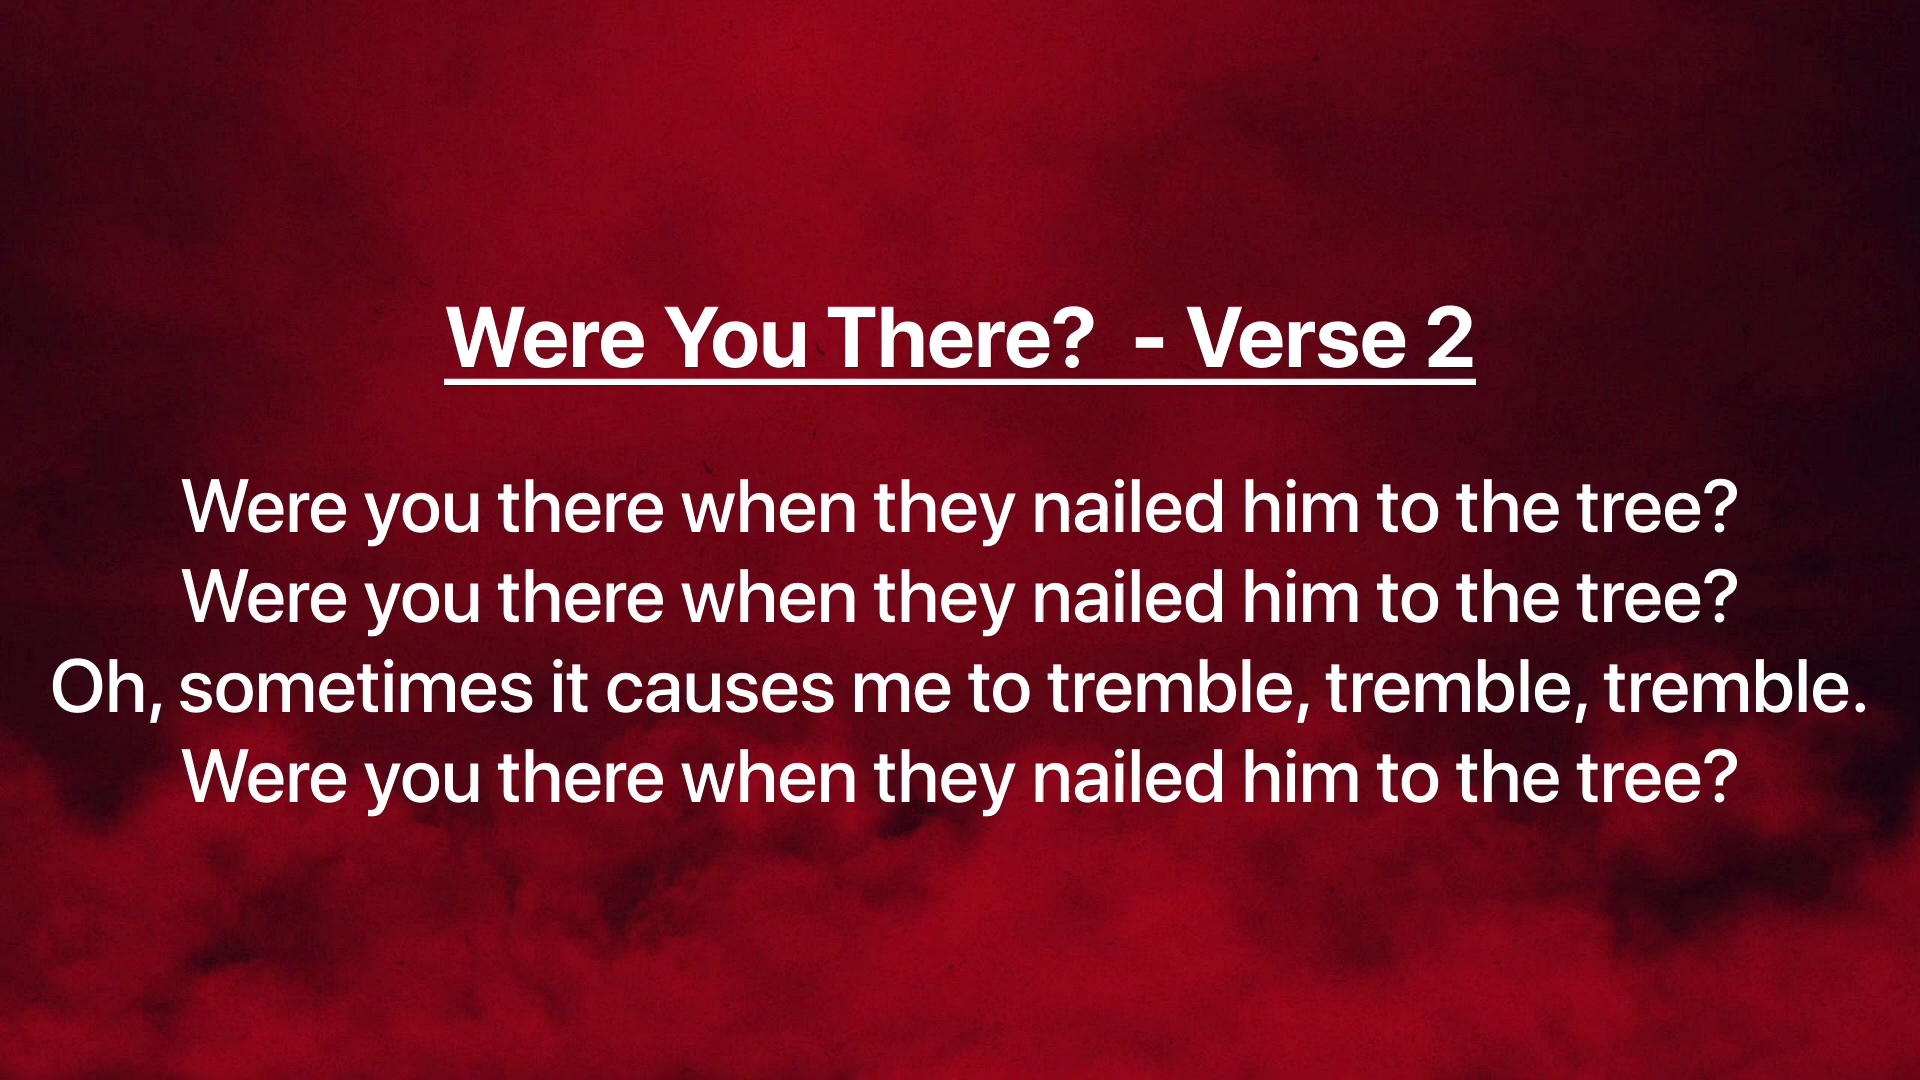 Were You There?  - Verse 2
Were you there when they nailed him to the tree?
Were you there when they nailed him to the tree?
Oh, sometimes it causes me to tremble, tremble, tremble.
Were you there when they nailed him to the tree?